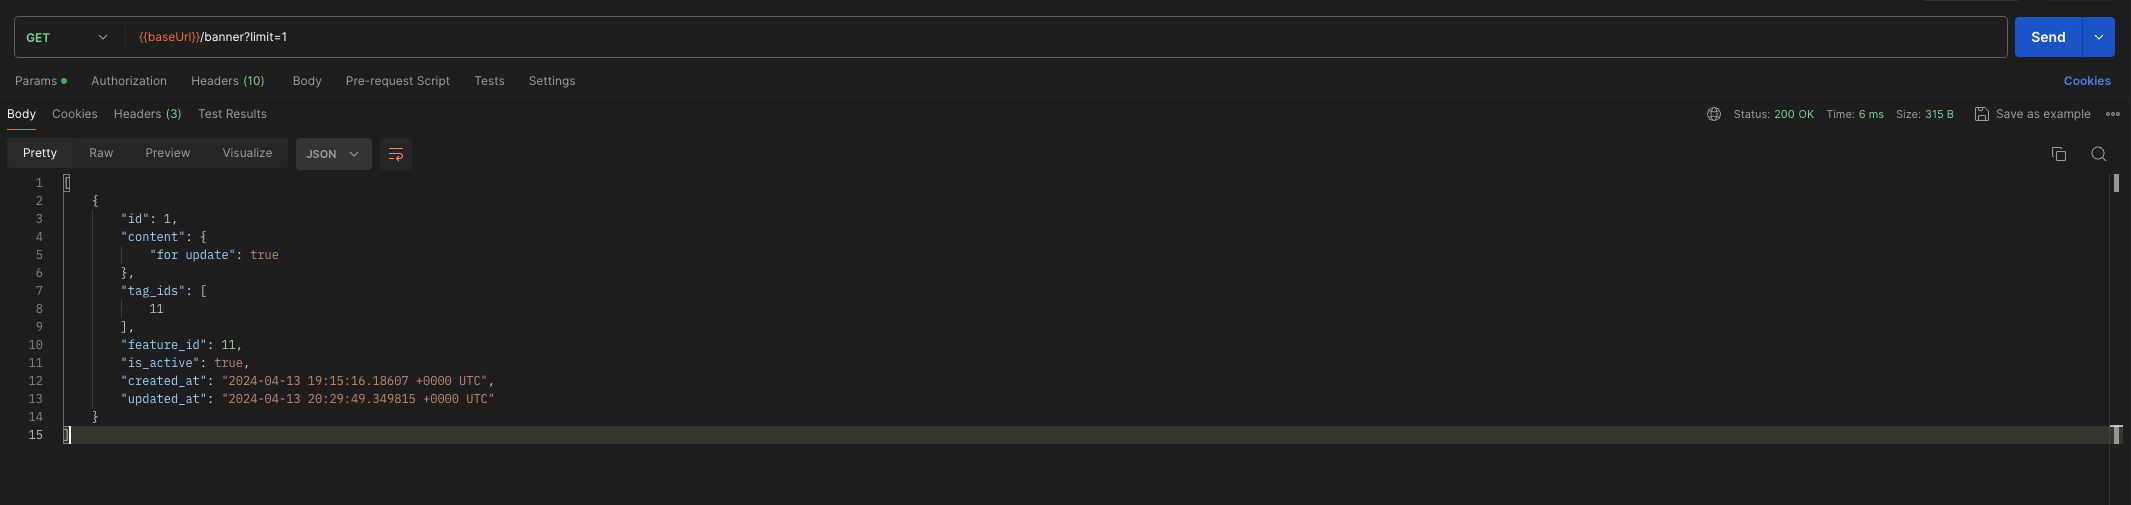 GET {{baseUrl}}/banner?limit=1 Send
Params Authorization Headers (10) Body Pre-request Script Tests Settings Cookies
Body Cookies Headers (3) Test Results Status: 200 OK Time: 6 ms Size: 315 B Save as example
Pretty Raw Preview Visualize JSON
1 [
2 {
3 "id": 1,
4 "content": {
5 "for update": true
6 },
7 "tag_ids": [
8 11
9 ],
10 "feature_id": 11,
11 "is_active": true,
12 "created_at": "2024-04-13 19:15:16.18607 +0000 UTC",
13 "updated_at": "2024-04-13 20:29:49.349815 +0000 UTC"
14 }
15 ]